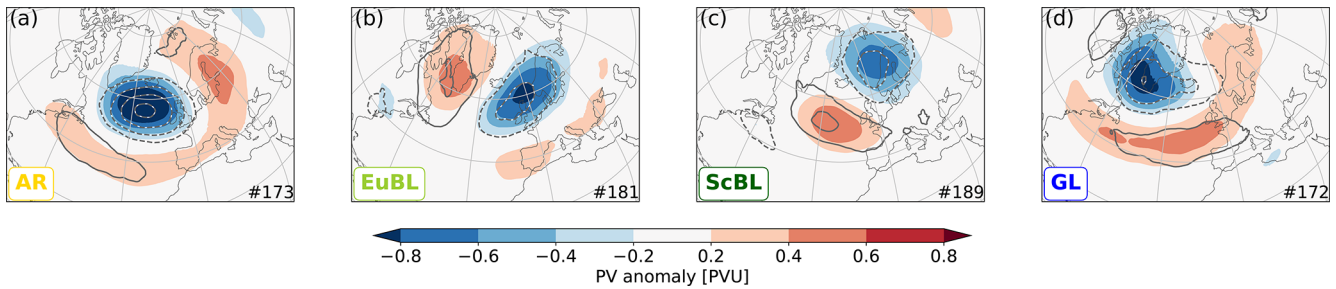 (a)
AR
#173
(b)
EuBL
#181
(c)
ScBL
#189
(d)
GL
#172
−0.8 −0.6 −0.4 −0.2 0.2 0.4 0.6 0.8
PV anomaly [PVU]